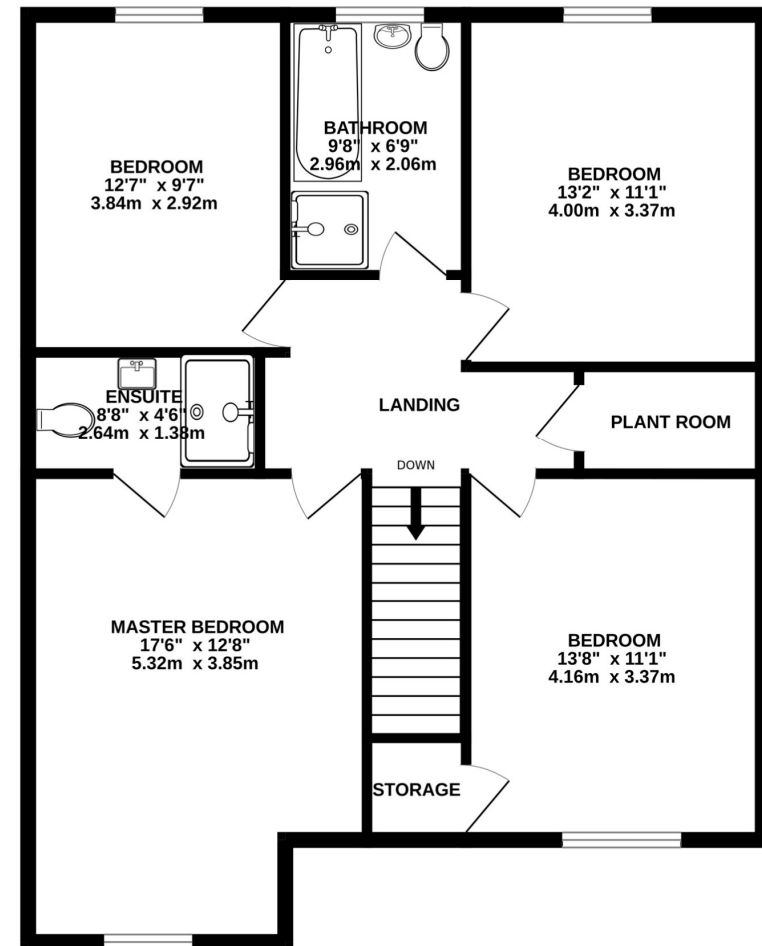 BEDROOM
12'7" x 9'7"
3.84m x 2.92m
BATHROOM
9'8" x 6'9"
2.96m x 2.06m
BEDROOM
13'2" x 11'1"
4.00m x 3.37m
ENSUITE
8'8" x 4'6"
2.64m x 1.38m
LANDING
PLANT ROOM
DOWN
MASTER BEDROOM
17'6" x 12'8"
5.32m x 3.85m
BEDROOM
13'8" x 11'1"
4.16m x 3.37m
STORAGE